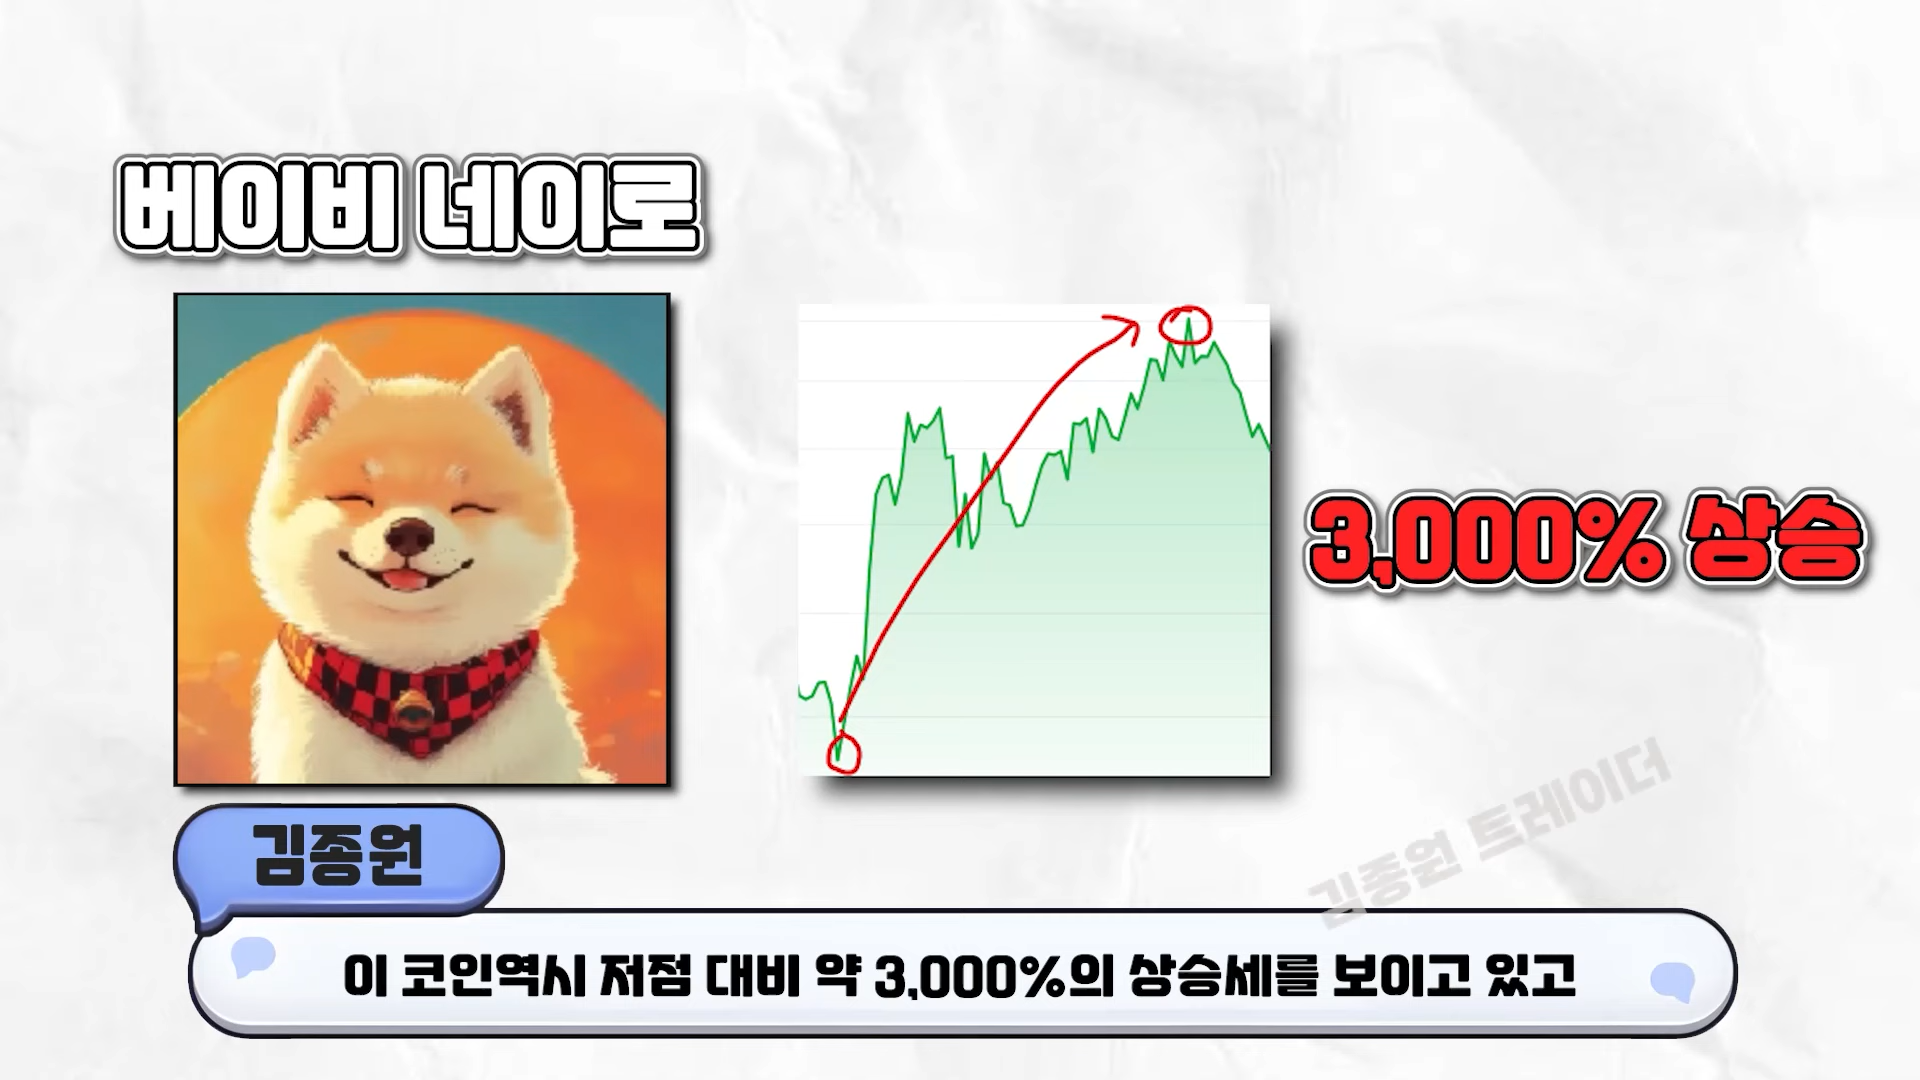 베이비 네이로
3,000% 상승
김종원 트레이더
김종원
이 코인역시 저점 대비 약 3,000%의 상승세를 보이고 있고